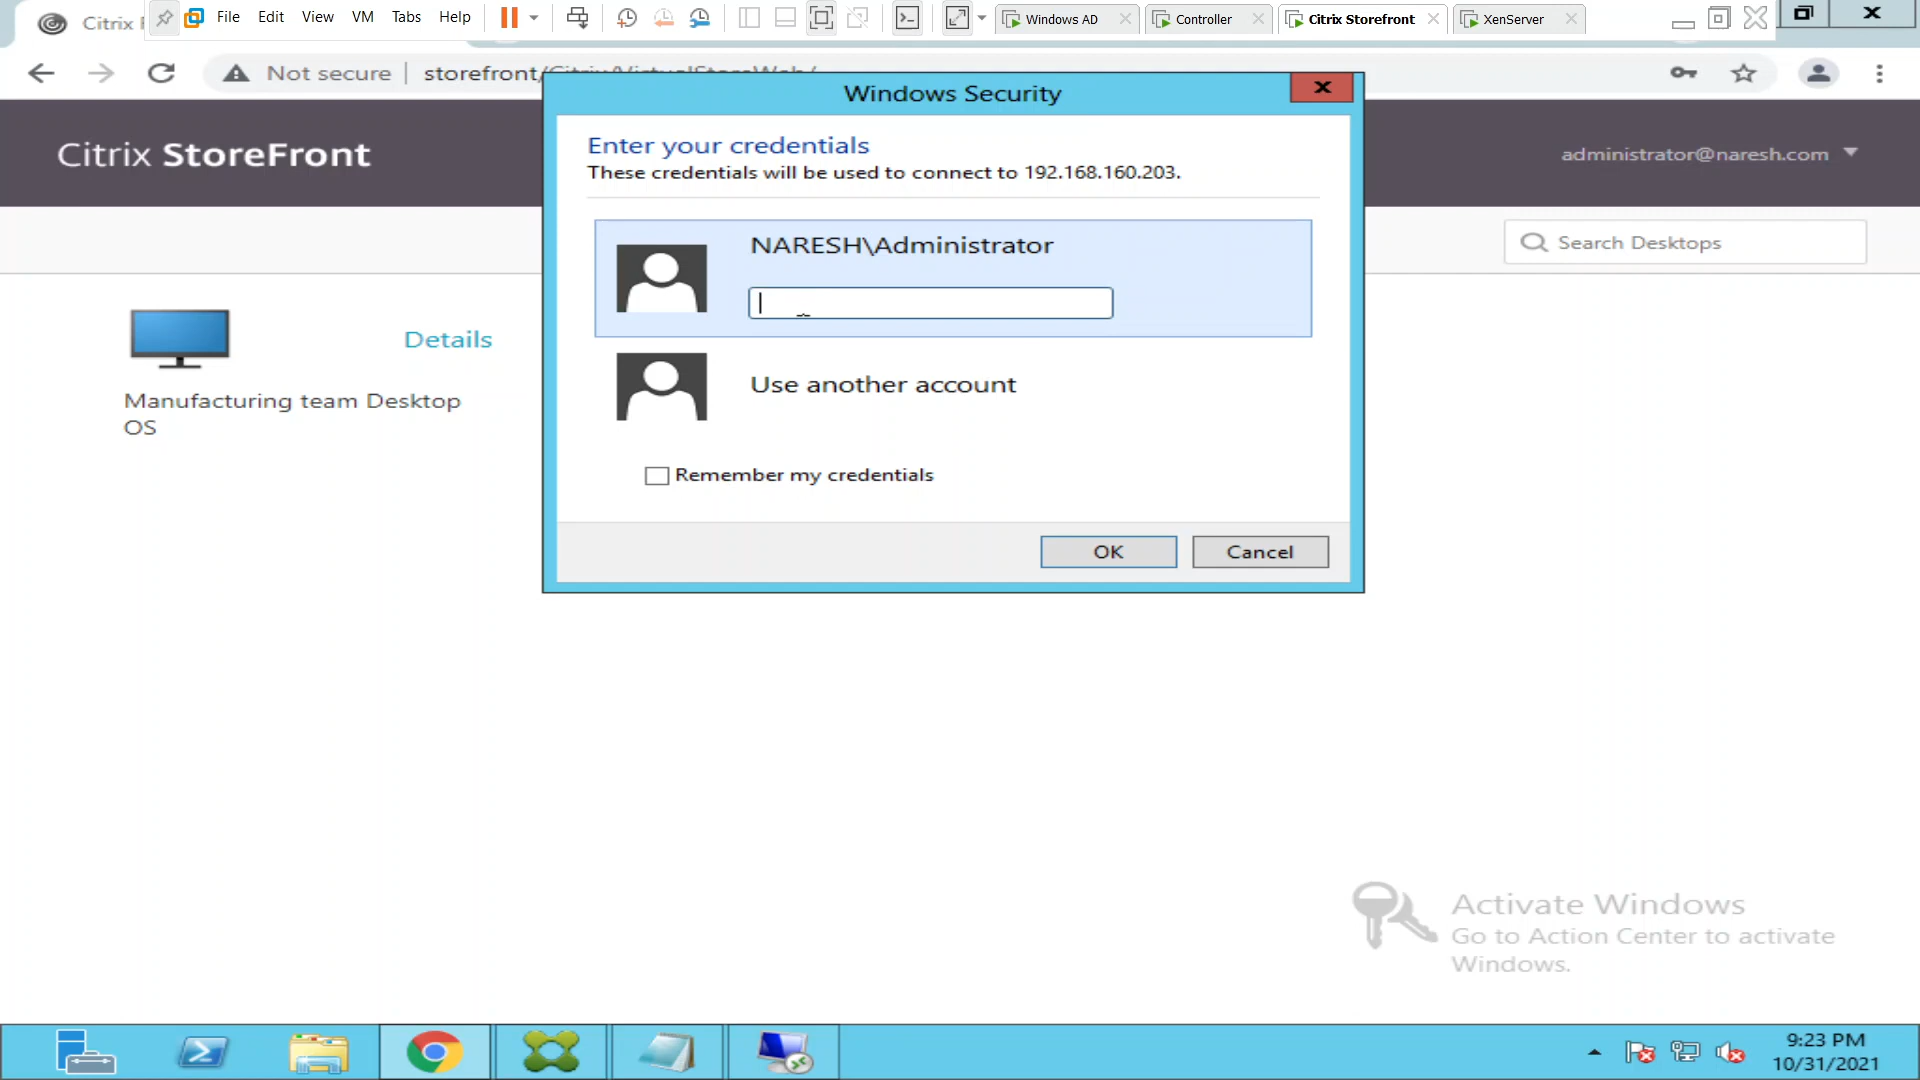 Citrix
File Edit View VM Tabs Help
Windows AD
Controller
Citrix Storefront
XenServer
Not secure | storefront/Citrix/VirtualStoreWeb/
Windows Security
Citrix StoreFront
administrator@naresh.com
Enter your credentials
These credentials will be used to connect to 192.168.160.203.
NARESH\Administrator
Search Desktops
Details
Manufacturing team Desktop
OS
Use another account
Remember my credentials
OK
Cancel
Activate Windows
Go to Action Center to activate
Windows.
9:23 PM
10/31/2021